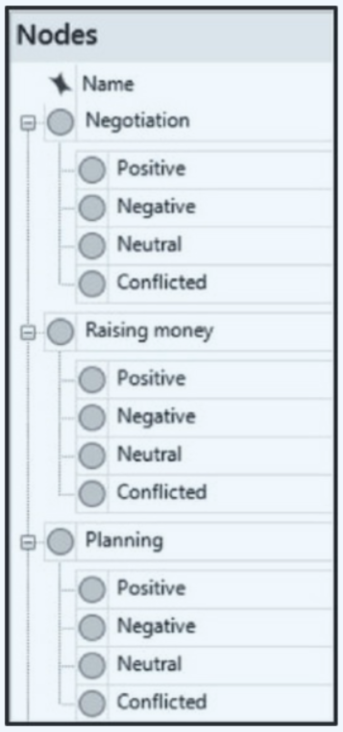 Nodes
Name
Negotiation
Positive
Negative
Neutral
Conflicted
Raising money
Positive
Negative
Neutral
Conflicted
Planning
Positive
Negative
Neutral
Conflicted